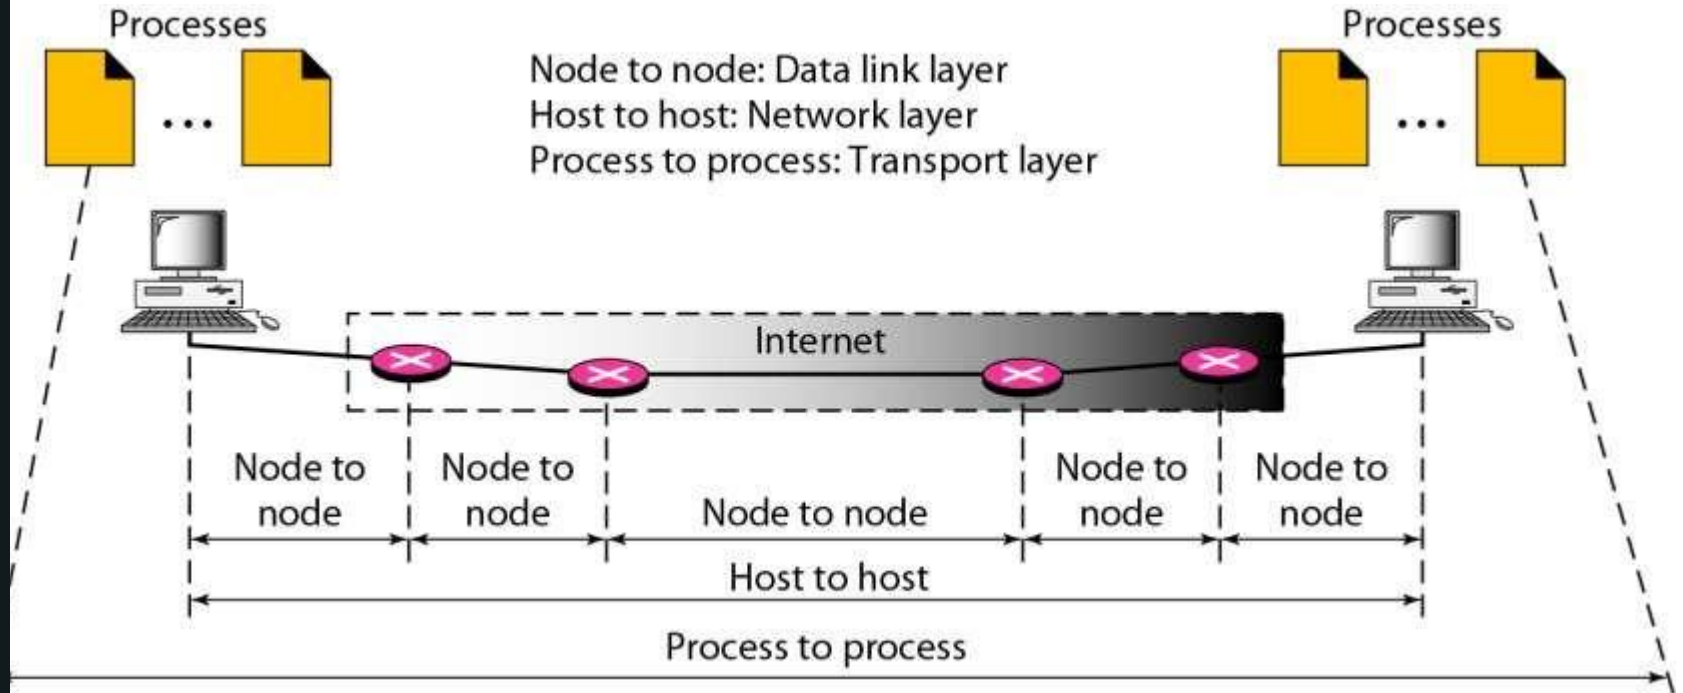 Processes
Processes
Node to node: Data link layer
Host to host: Network layer
Process to process: Transport layer
Internet
Node to
node
Node to
node
Node to node
Node to
node
Node to
node
Host to host
Process to process